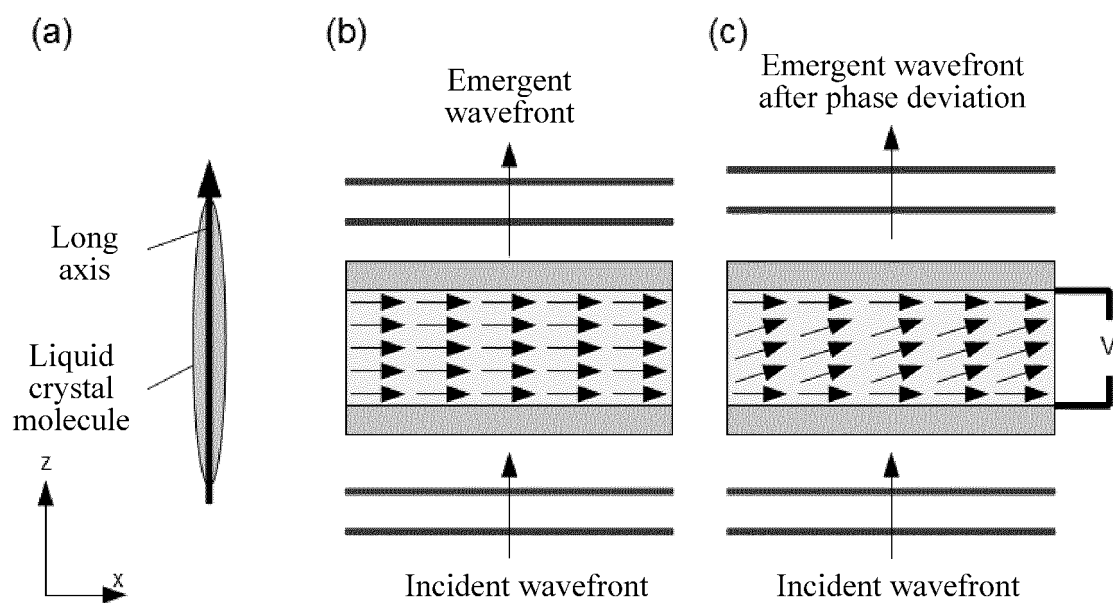 (a)
(b)
(c)
Emergent
wavefront
Emergent wavefront
after phase deviation
Long
axis
Liquid
crystal
molecule
V
z
x
Incident wavefront
Incident wavefront